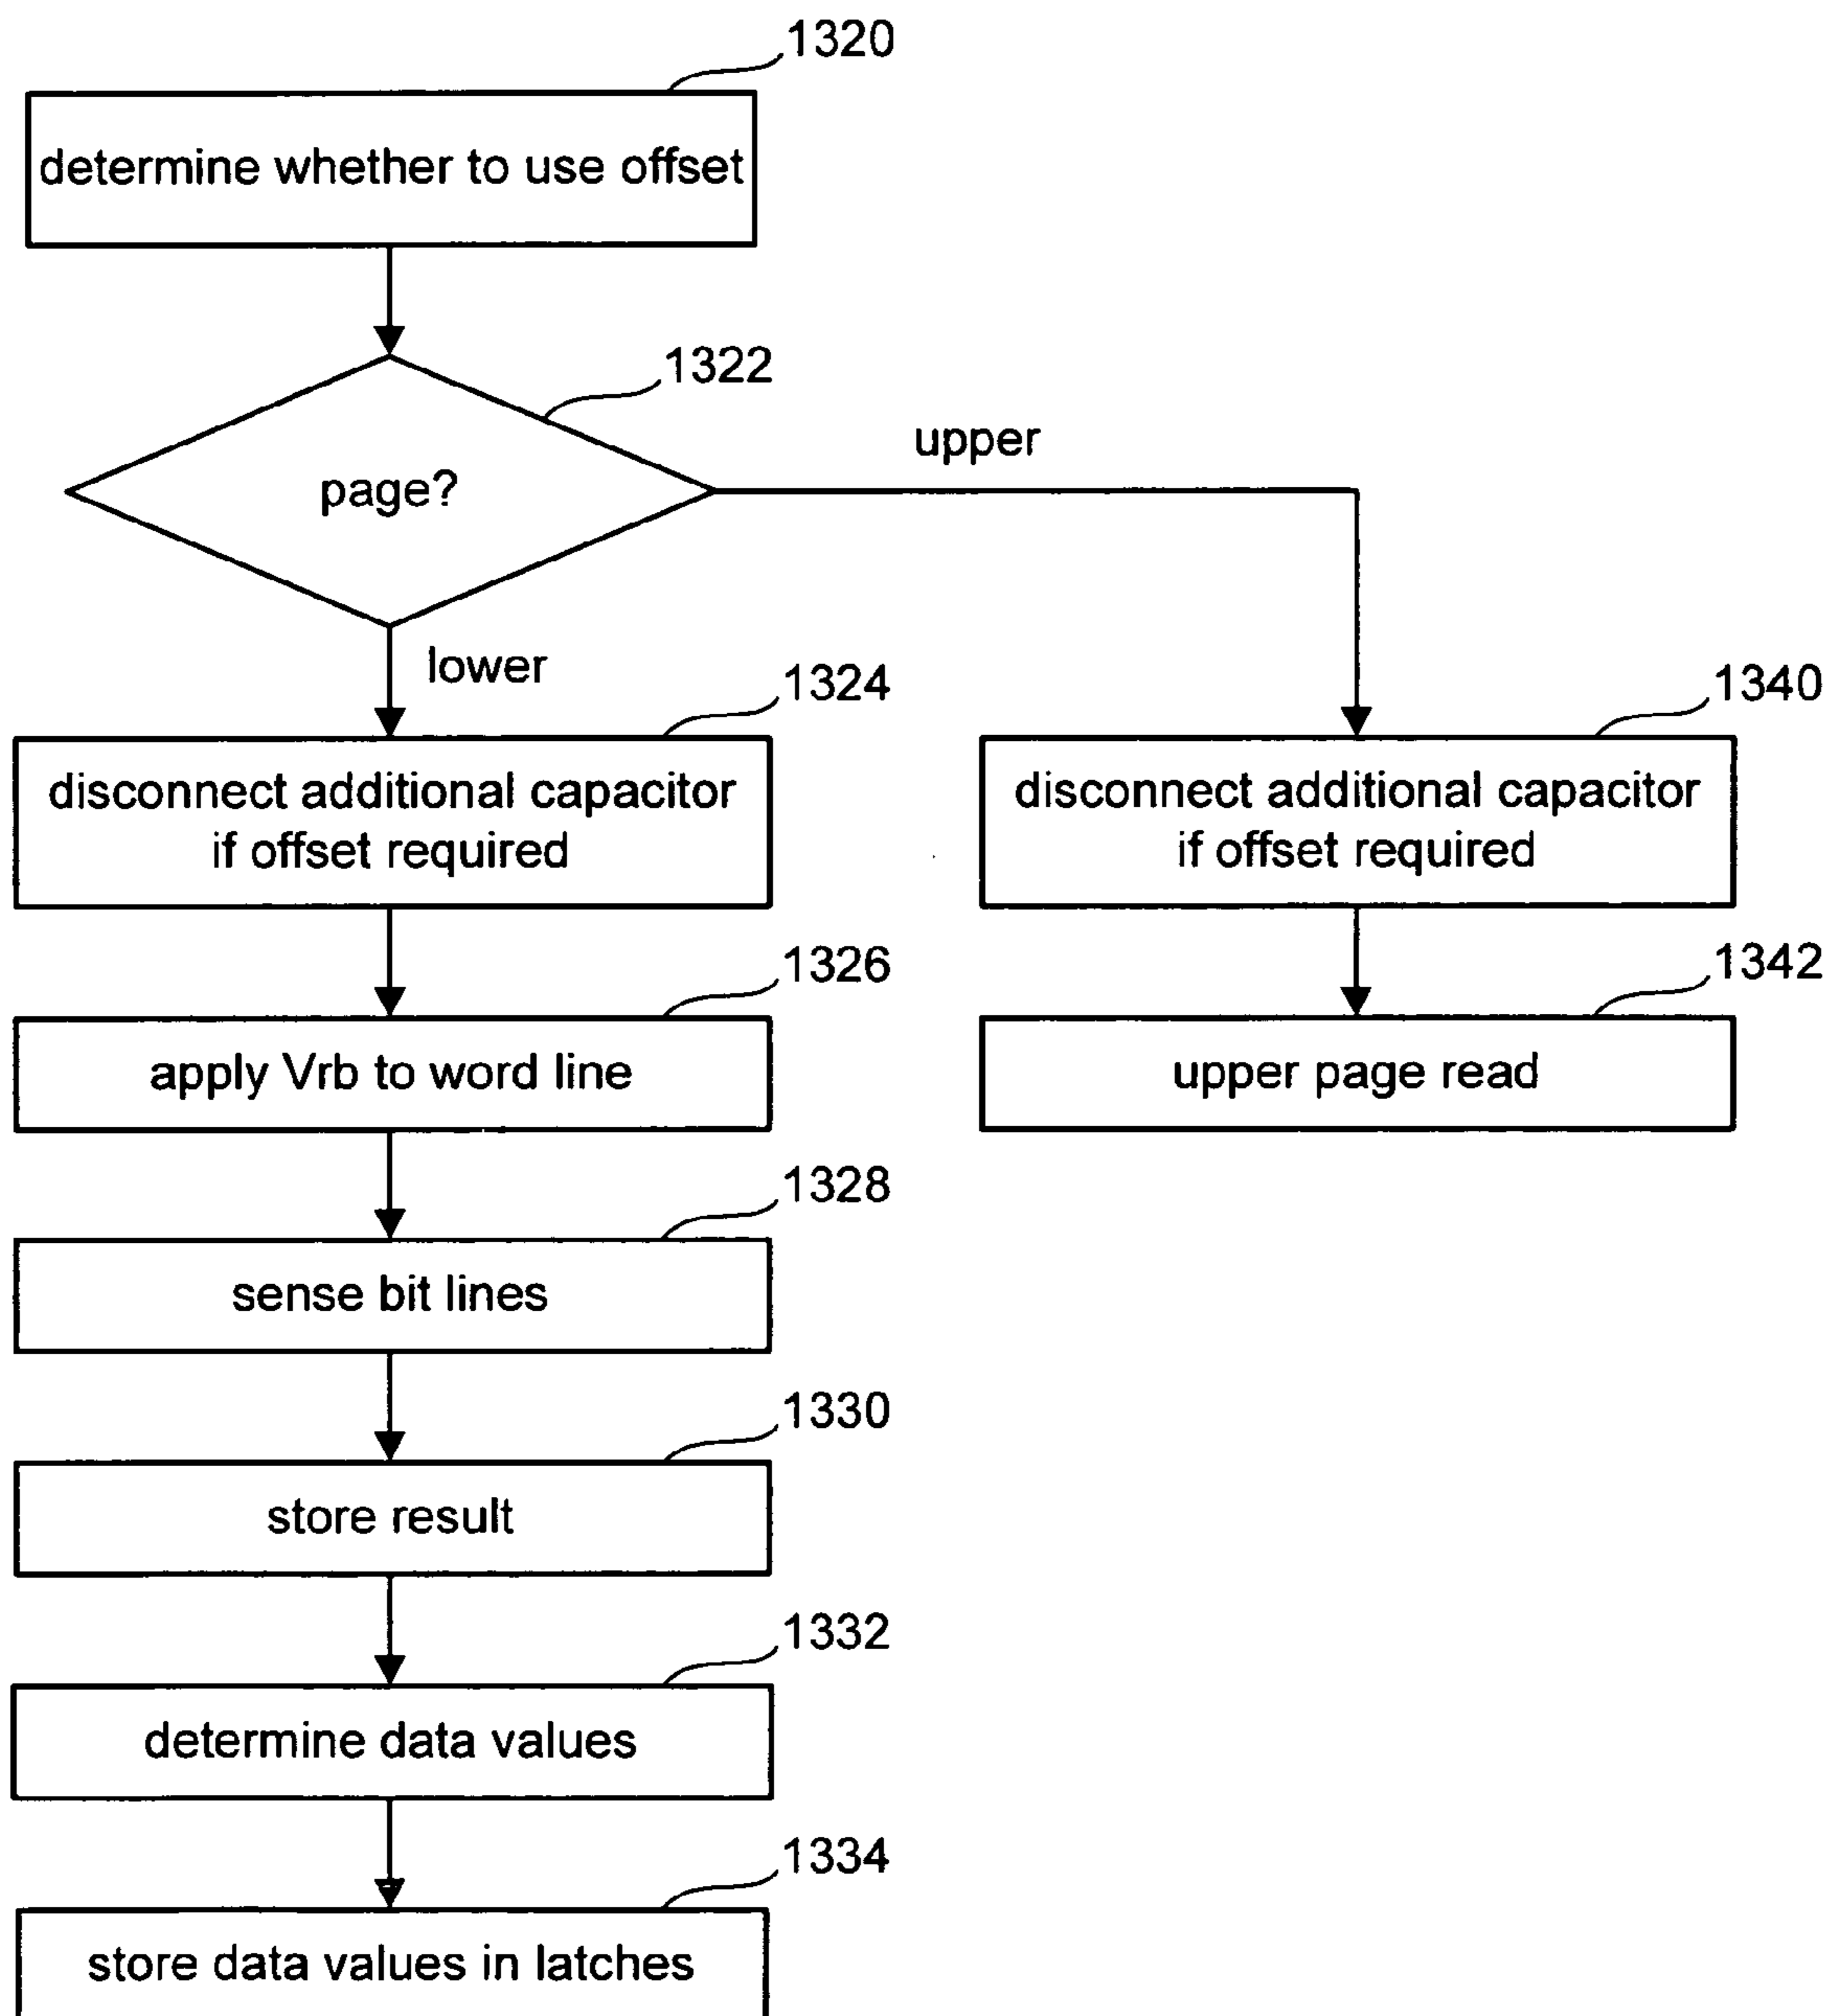 1320
determine whether to use offset
1322
page?
upper
lower
1324
disconnect additional capacitor
if offset required
1340
disconnect additional capacitor
if offset required
1326
apply Vrb to word line
1342
upper page read
1328
sense bit lines
1330
store result
1332
determine data values
1334
store data values in latches